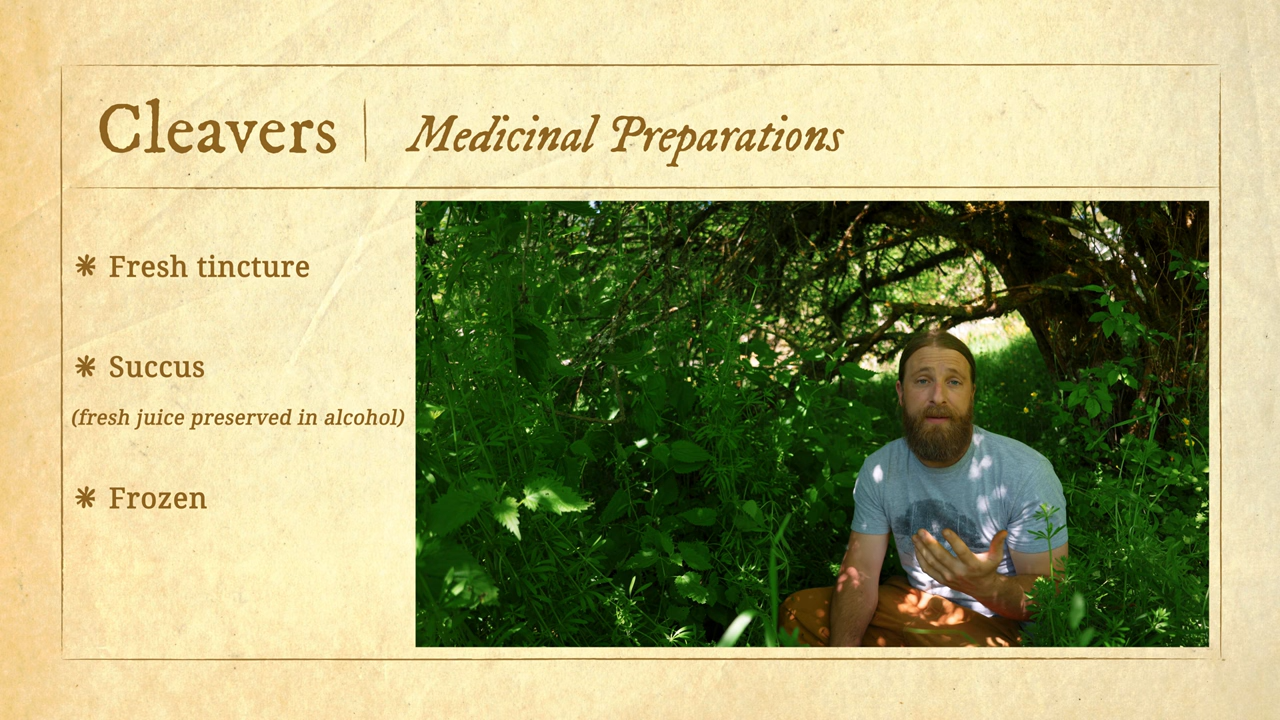 Cleavers | Medicinal Preparations
Fresh tincture
Succus
(fresh juice preserved in alcohol)
Frozen